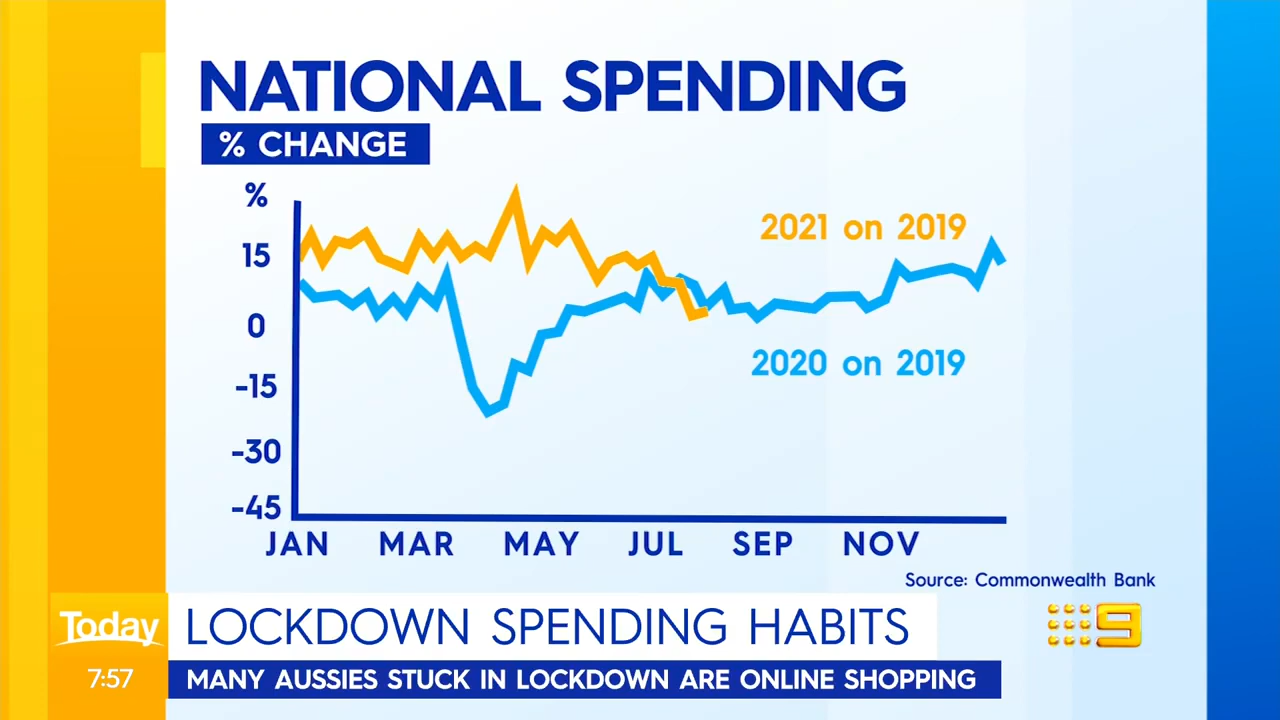 NATIONAL SPENDING
% CHANGE
%
15
0
-15
-30
-45
2021 on 2019
2020 on 2019
JAN MAR MAY JUL SEP NOV
Source: Commonwealth Bank
Today
7:57
LOCKDOWN SPENDING HABITS
MANY AUSSIES STUCK IN LOCKDOWN ARE ONLINE SHOPPING
9